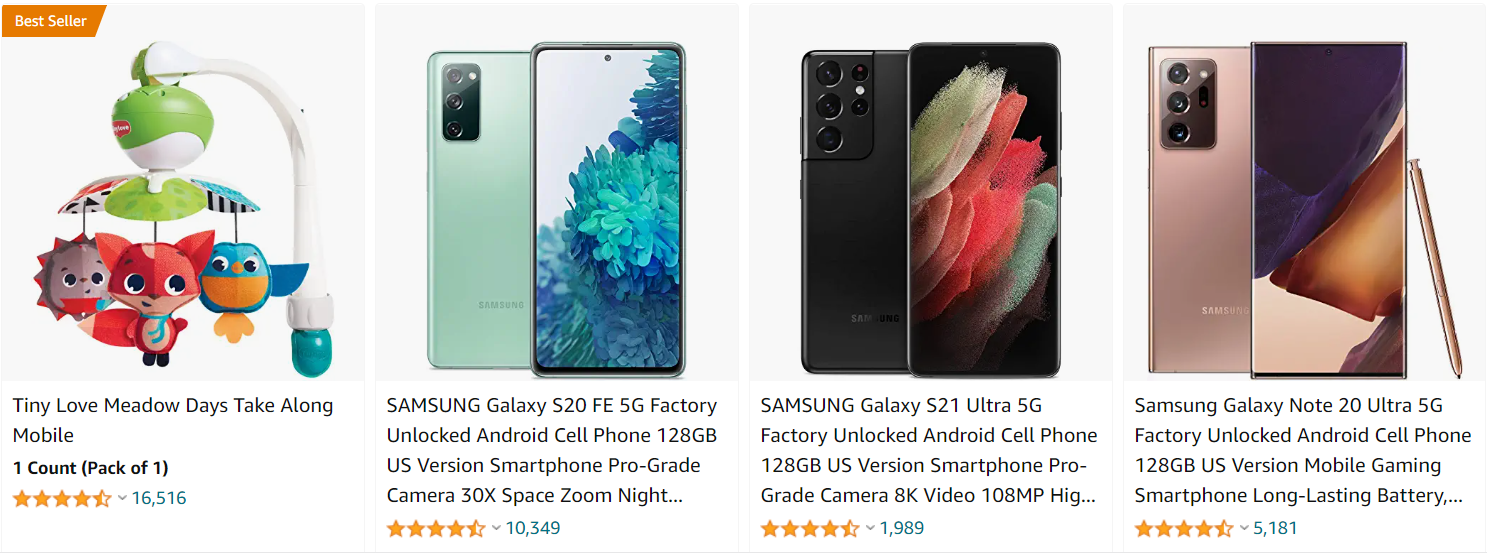 Best Seller
Tiny Love Meadow Days Take Along
Mobile
1 Count (Pack of 1)
16,516
SAMSUNG
SAMSUNG Galaxy S20 FE 5G Factory
Unlocked Android Cell Phone 128GB
US Version Smartphone Pro-Grade
Camera 30X Space Zoom Night...
10,349
SAMSUNG
SAMSUNG Galaxy S21 Ultra 5G
Factory Unlocked Android Cell Phone
128GB US Version Smartphone Pro-
Grade Camera 8K Video 108MP Hig...
1,989
SAMSUNG
Samsung Galaxy Note 20 Ultra 5G
Factory Unlocked Android Cell Phone
128GB US Version Mobile Gaming
Smartphone Long-Lasting Battery,...
5,181